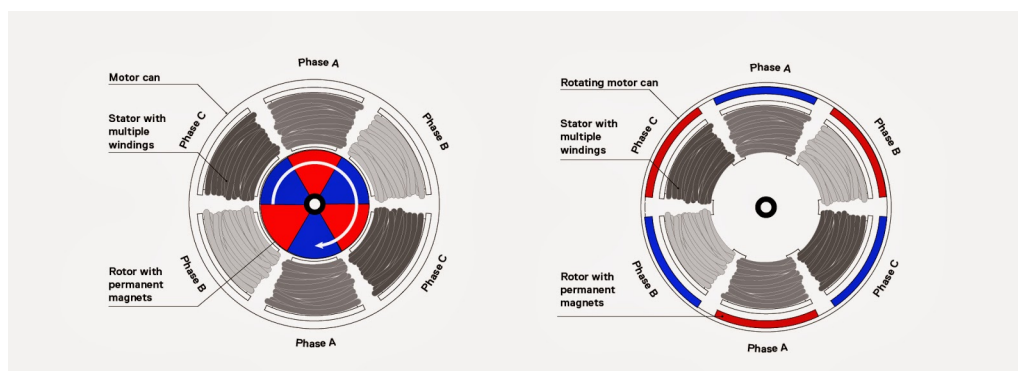 Phase A
Motor can
Stator with
multiple
windings
Phase C
Phase B
Rotor with
permanent
magnets
Phase B
Phase C
Phase A
Phase A
Rotating motor can
Stator with
multiple
windings
Phase C
Phase B
Rotor with
permanent
magnets
Phase B
Phase C
Phase A